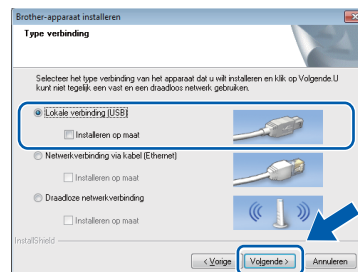 Brother-apparaat installeren
Type verbinding
Selecteer het type verbinding van het apparaat dat u wilt installeren en klik op Volgende.U
kunt niet tegelijk een vast en een draadloos netwerk gebruiken.
Lokale verbinding (USB)
Installeren op maat
Netwerkverbinding via kabel (Ethernet)
Installeren op maat
Draadloze netwerkverbinding
Installeren op maat
InstallShield
< Vorige
Volgende >
Annuleren